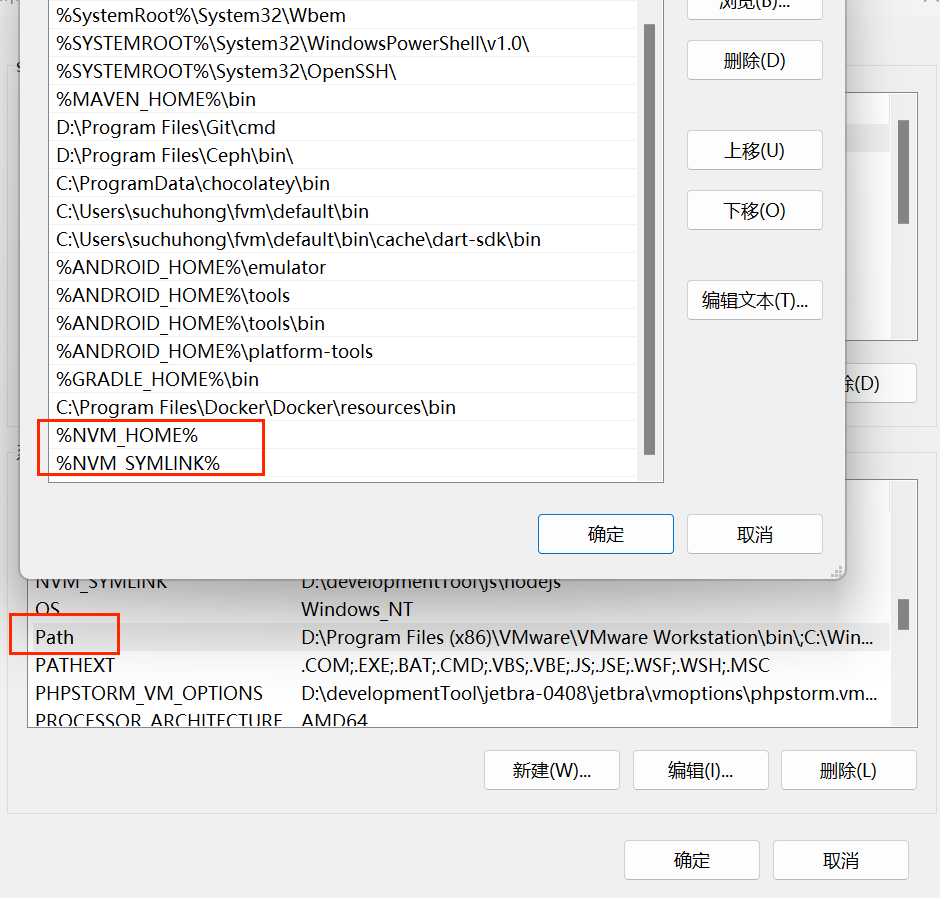 %SystemRoot%\System32\Wbem
%SYSTEMROOT%\System32\WindowsPowerShell\v1.0\
%SYSTEMROOT%\System32\OpenSSH\
%MAVEN_HOME%\bin
D:\Program Files\Git\cmd
D:\Program Files\Ceph\bin\
C:\ProgramData\chocolatey\bin
C:\Users\suchuhong\fvm\default\bin
C:\Users\suchuhong\fvm\default\bin\cache\dart-sdk\bin
%ANDROID_HOME%\emulator
%ANDROID_HOME%\tools
%ANDROID_HOME%\tools\bin
%ANDROID_HOME%\platform-tools
%GRADLE_HOME%\bin
C:\Program Files\Docker\Docker\resources\bin
%NVM_HOME%
%NVM_SYMLINK%
浏览(B)...
删除(D)
上移(U)
下移(O)
编辑文本(T)...
除(D)
确定
取消
NVM_SYMLINK D:\developmentTool\js\nodejs
OS Windows_NT
Path D:\Program Files (x86)\VMware\VMware Workstation\bin\;C:\Win...
PATHEXT .COM;.EXE;.BAT;.CMD;.VBS;.VBE;.JS;.JSE;.WSF;.WSH;.MSC
PHPSTORM_VM_OPTIONS D:\developmentTool\jetbra-0408\jetbra\vmoptions\phpstorm.vm...
PROCESSOR_ARCHITECTURE AMD64
新建(W)...
编辑(I)...
删除(L)
确定
取消